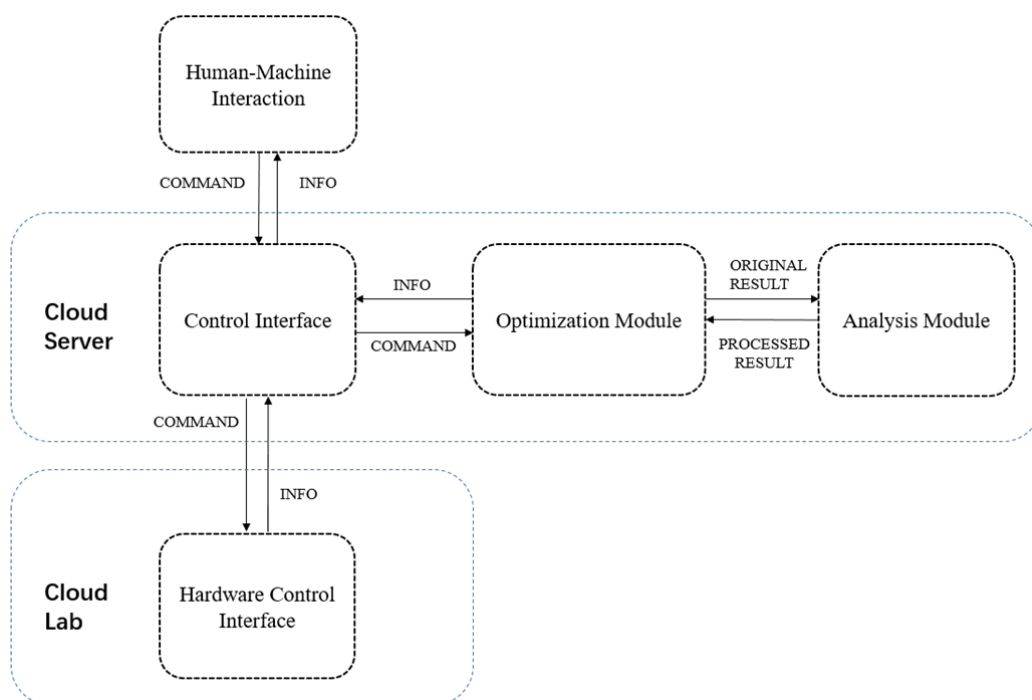 Human-Machine
Interaction
COMMAND
INFO
Cloud
Server
Control Interface
INFO
COMMAND
Optimization Module
ORIGINAL
RESULT
PROCESSED
RESULT
Analysis Module
COMMAND
INFO
Cloud
Lab
Hardware Control
Interface